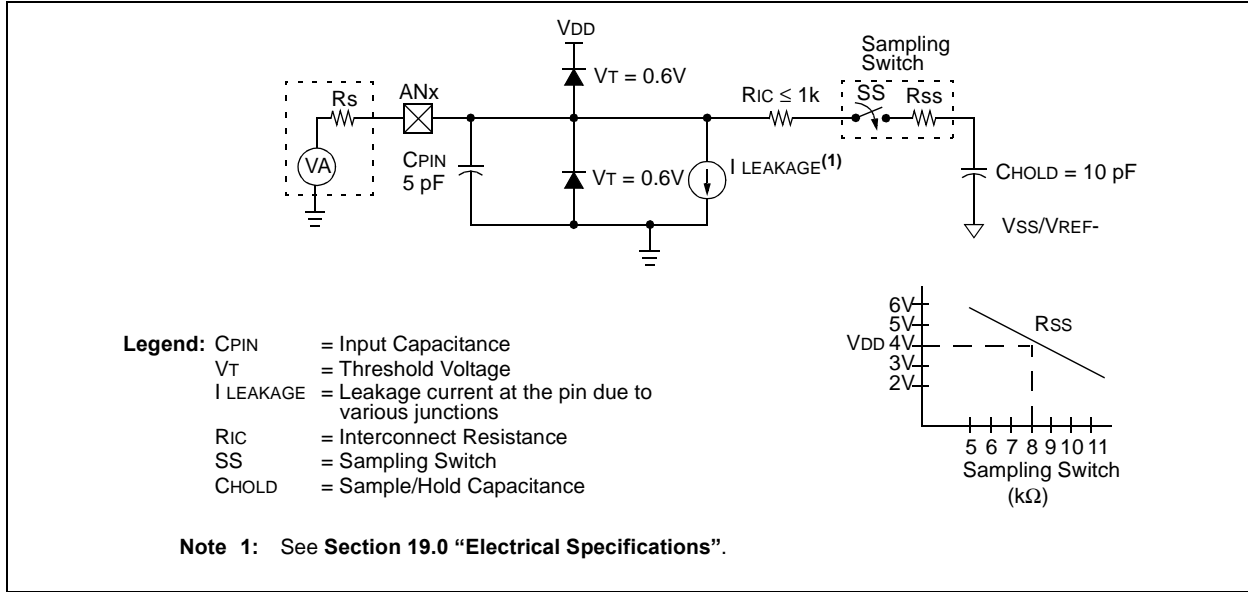 VDD
Sampling
Switch
VT = 0.6V
Rs
ANx
RIC ≤ 1k
SS
Rss
VA
CPIN
5 pF
VT = 0.6V
I LEAKAGE(1)
CHOLD = 10 pF
VSS/VREF-
Legend: CPIN = Input Capacitance
VT = Threshold Voltage
I LEAKAGE = Leakage current at the pin due to
various junctions
RIC = Interconnect Resistance
SS = Sampling Switch
CHOLD = Sample/Hold Capacitance
6V
5V
VDD 4V
3V
2V
RSS
5 6 7 8 9 10 11
Sampling Switch
(kΩ)
Note 1: See Section 19.0 “Electrical Specifications”.